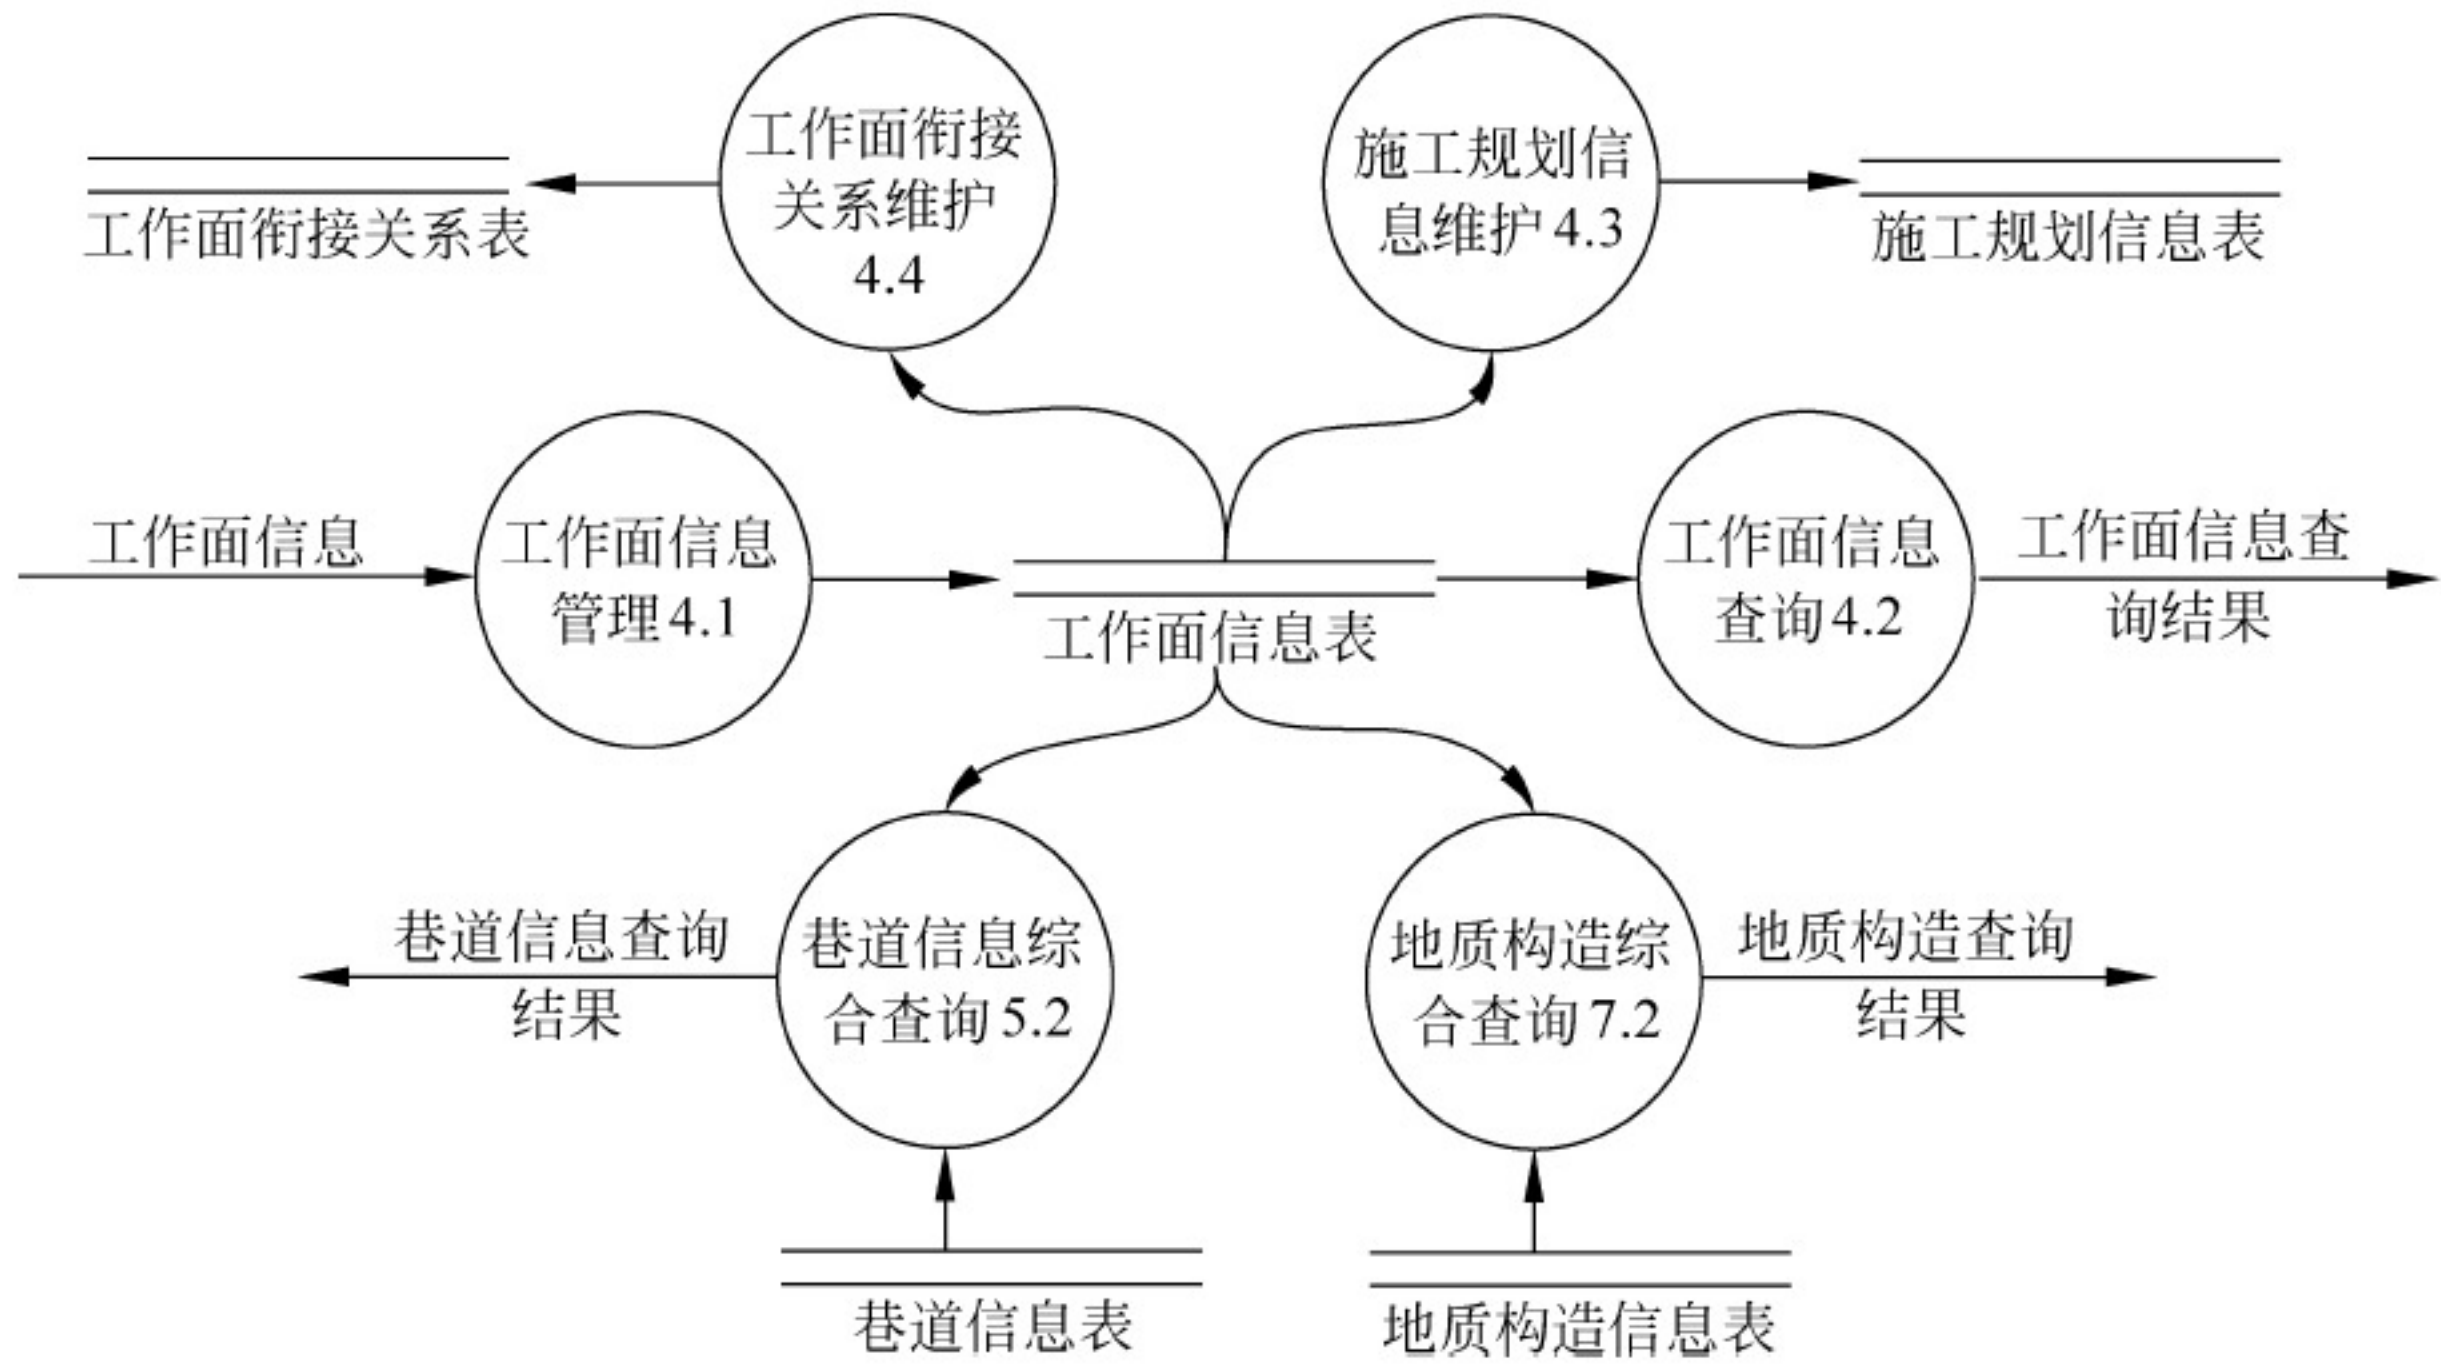 工作面衔接
关系维护
4.4
施工规划信
息维护4.3
工作面衔接关系表
施工规划信息表
工作面信息
工作面信息
管理4.1
工作面信息表
工作面信息
查询4.2
工作面信息查
询结果
巷道信息查询
结果
巷道信息综
合查询5.2
地质构造综
合查询7.2
地质构造查询
结果
巷道信息表
地质构造信息表